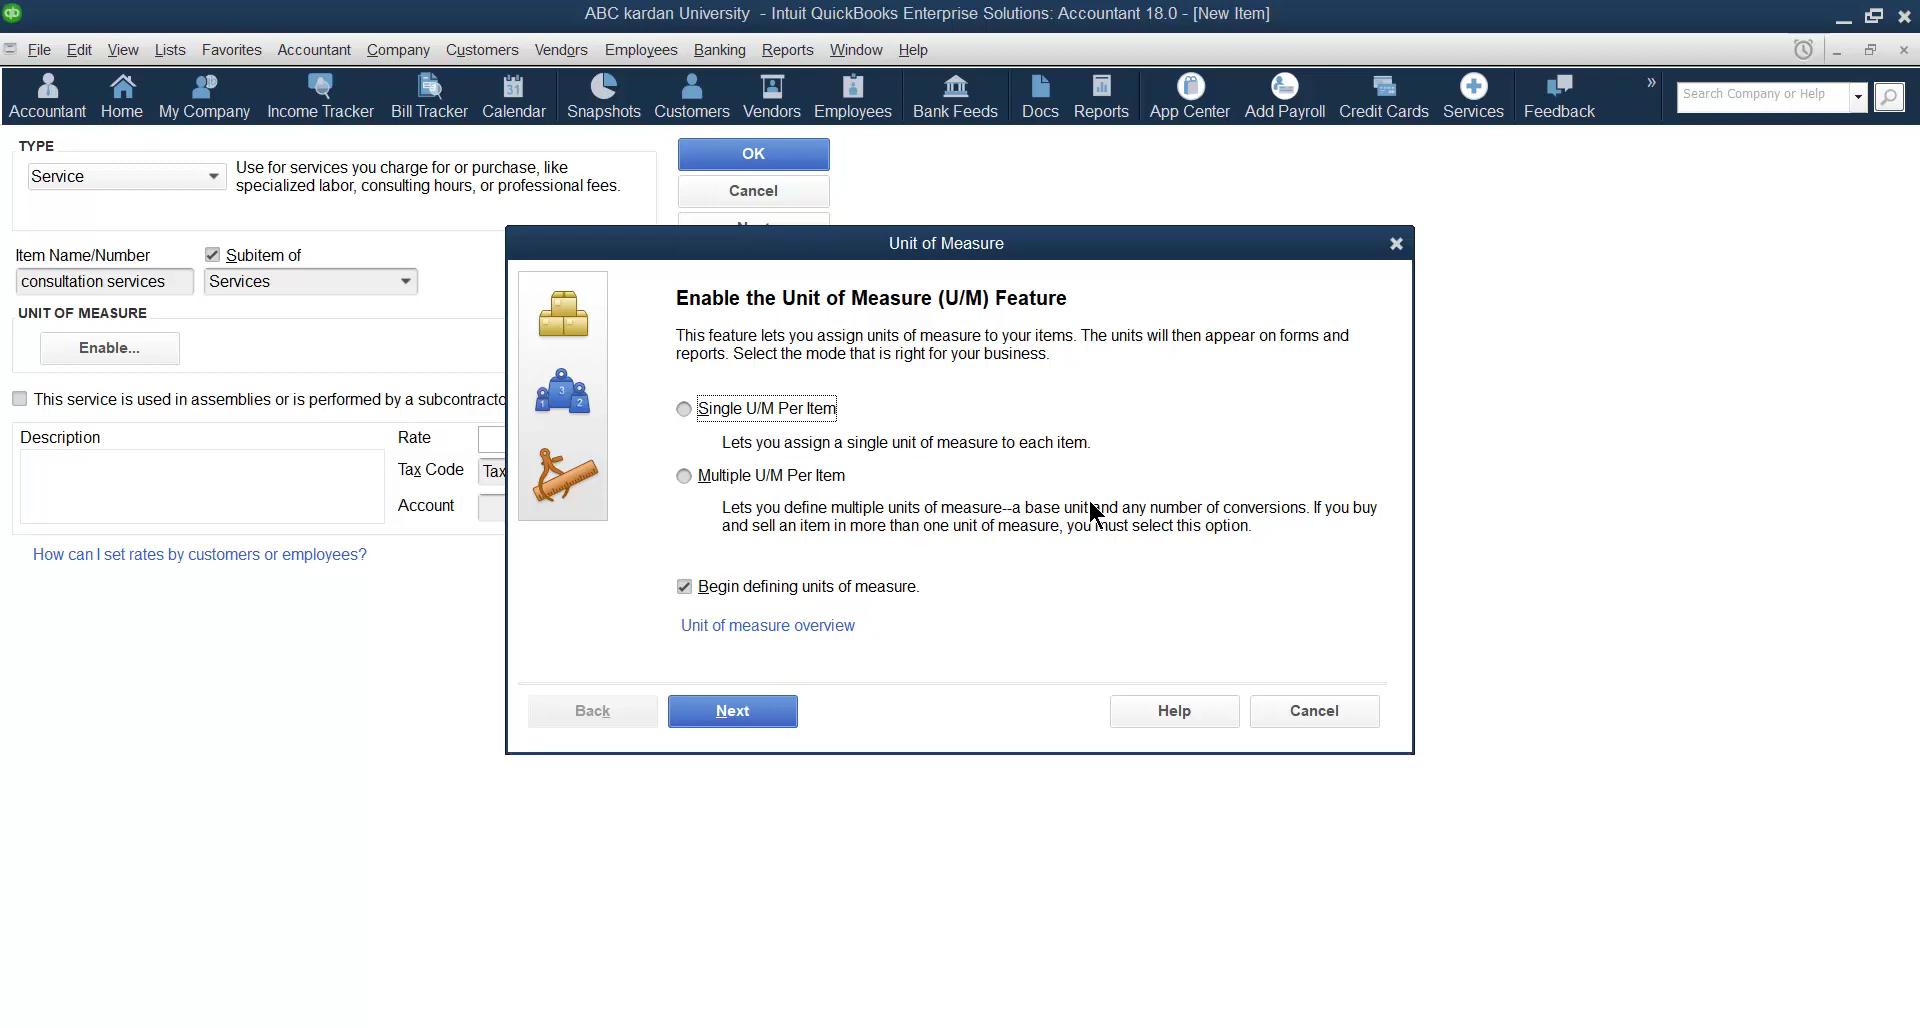 ABC kardan University - Intuit QuickBooks Enterprise Solutions: Accountant 18.0 - [New Item]
File Edit View Lists Favorites Accountant Company Customers Vendors Employees Banking Reports Window Help
Accountant Home My Company Income Tracker Bill Tracker Calendar Snapshots Customers Vendors Employees Bank Feeds Docs Reports App Center Add Payroll Credit Cards Services Feedback » Search Company or Help
31
TYPE
Service
Use for services you charge for or purchase, like
specialized labor, consulting hours, or professional fees.
OK
Cancel
Item Name/Number
Subitem of
consultation services
Services
UNIT OF MEASURE
Enable...
This service is used in assemblies or is performed by a subcontracto
Description
Rate
Tax Code
Tax
Account
How can I set rates by customers or employees?
Unit of Measure
3
1 2
Enable the Unit of Measure (U/M) Feature
This feature lets you assign units of measure to your items. The units will then appear on forms and
reports. Select the mode that is right for your business.
Single U/M Per Item
Lets you assign a single unit of measure to each item.
Multiple U/M Per Item
Lets you define multiple units of measure--a base unit and any number of conversions. If you buy
and sell an item in more than one unit of measure, you must select this option.
Begin defining units of measure.
Unit of measure overview
Back
Next
Help
Cancel